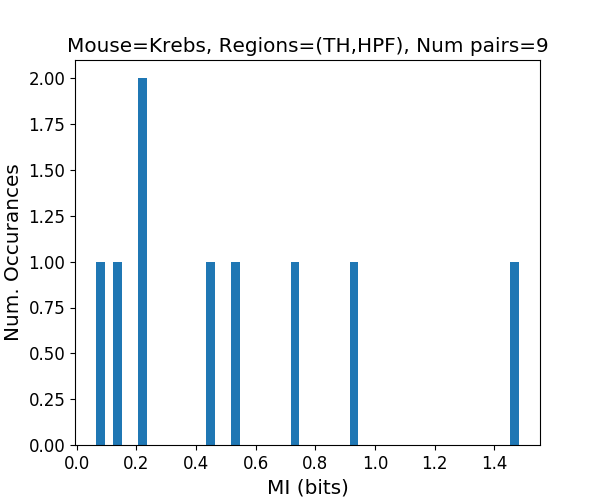 Mouse=Krebs, Regions=(TH,HPF), Num pairs=9
Num. Occurances
2.00
1.75
1.50
1.25
1.00
0.75
0.50
0.25
0.00
0.0 0.2 0.4 0.6 0.8 1.0 1.2 1.4
MI (bits)